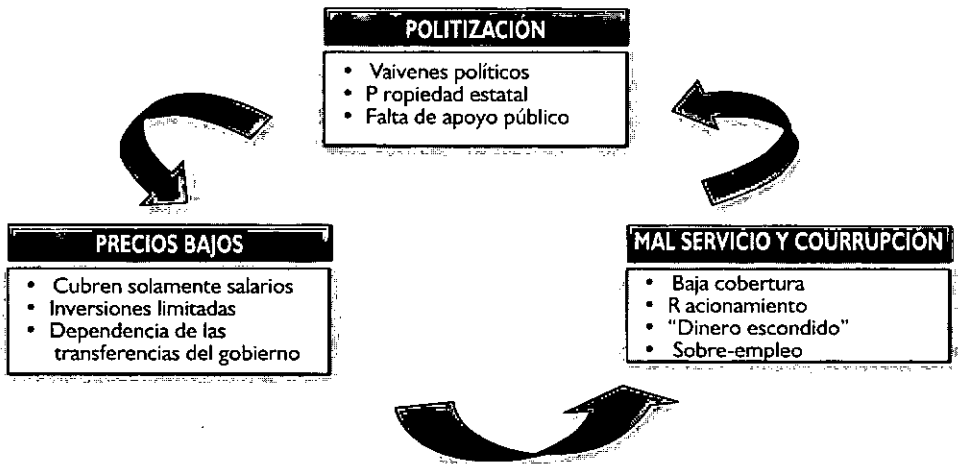 POLITIZACIÓN
• Vaivenes políticos
• P ropiedad estatal
• Falta de apoyo público
PRECIOS BAJOS
• Cubren solamente salarios
• Inversiones limitadas
• Dependencia de las
transferencias del gobierno
MAL SERVICIO Y COURRUPCIÓN
• Baja cobertura
• R acionamiento
• “Dinero escondido”
• Sobre-empleo